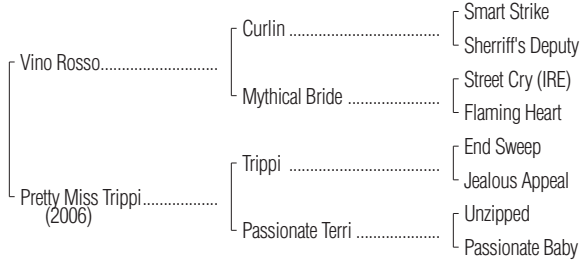 Smart Strike
Curlin ....................................
Sherriff's Deputy
Vino Rosso............................
Street Cry (IRE)
Mythical Bride .......................
Flaming Heart
End Sweep
Trippi .....................................
Jealous Appeal
Pretty Miss Trippi..................
(2006)
Unzipped
Passionate Terri ....................
Passionate Baby